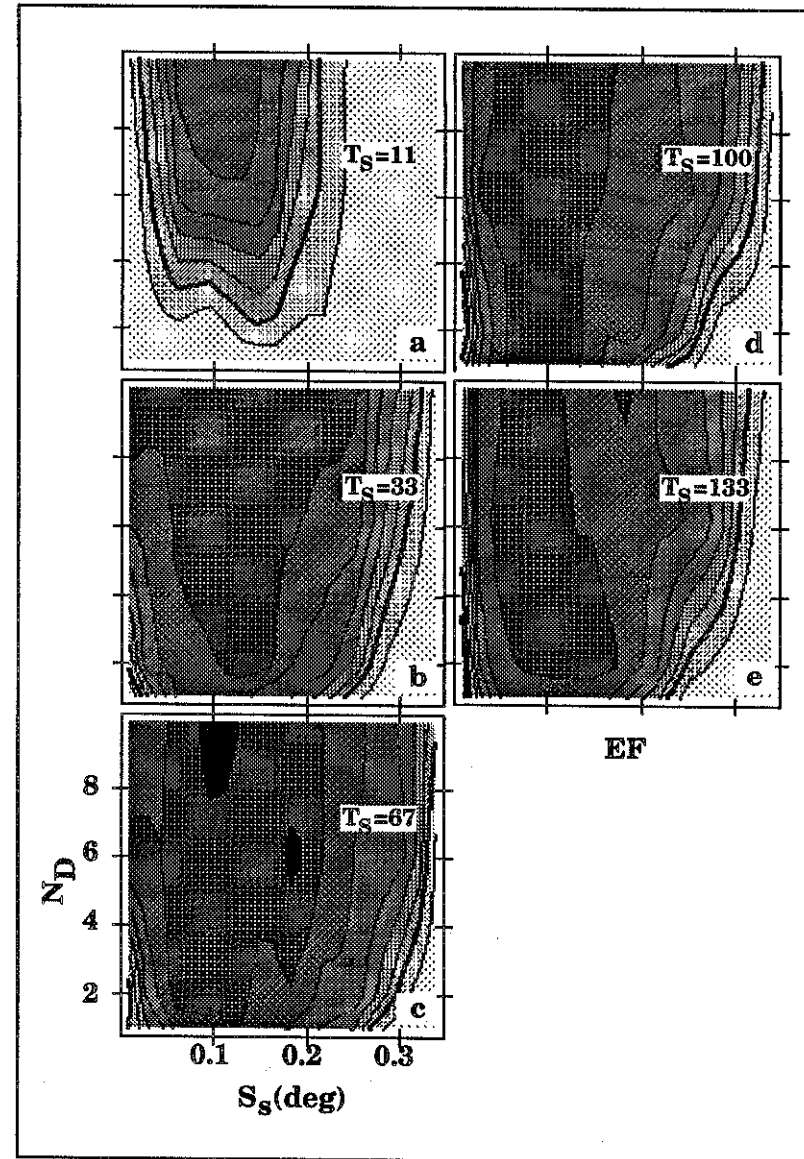 T_S=11
a
T_S=100
d
T_S=33
b
T_S=133
e
EF
8
6
4
2
N_D
T_S=67
c
0.1 0.2 0.3
S_s(deg)